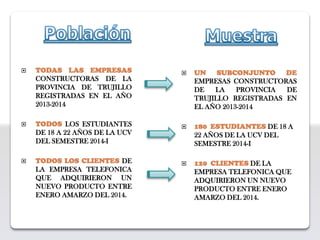 Población
TODAS LAS EMPRESAS
CONSTRUCTORAS DE LA
PROVINCIA DE TRUJILLO
REGISTRADAS EN EL AÑO
2013-2014
TODOS LOS ESTUDIANTES
DE 18 A 22 AÑOS DE LA UCV
DEL SEMESTRE 2014-I
TODOS LOS CLIENTES DE
LA EMPRESA TELEFONICA
QUE ADQUIRIERON UN
NUEVO PRODUCTO ENTRE
ENERO AMARZO DEL 2014.
Muestra
UN SUBCONJUNTO DE
EMPRESAS CONSTRUCTORAS
DE LA PROVINCIA DE
TRUJILLO REGISTRADAS EN
EL AÑO 2013-2014
180 ESTUDIANTES DE 18 A
22 AÑOS DE LA UCV DEL
SEMESTRE 2014-I
120 CLIENTES DE LA
EMPRESA TELEFONICA QUE
ADQUIRIERON UN NUEVO
PRODUCTO ENTRE ENERO
AMARZO DEL 2014.